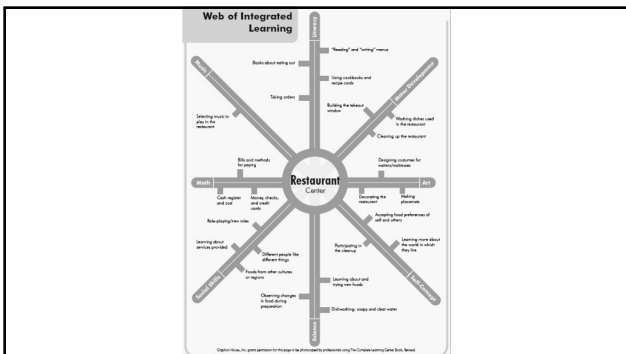 Web of Integrated
Learning
Literacy
"Reading" and "writing" menus
Books about eating out
Using cookbooks and
recipe cards
Taking orders
Music
Selecting music to
play in the
restaurant
Motor Development
Building the takeout
window
Washing dishes used
in the restaurant
Cleaning up the restaurant
Math
Bills and methods
for paying
Cash register
and cost
Money, checks,
and credit
cards
Restaurant
Center
Art
Designing costumes for
waiters/waitresses
Decorating the
restaurant
Making
placemats
Social Skills
Role-playing/new roles
Learning about
services provided
Different people like
different things
Foods from other cultures
or regions
Self-Concept
Accepting food preferences of
self and others
Participating in
the cleanup
Learning more about
the world in which
they live
Science
Learning about and
trying new foods
Observing changes
in food during
preparation
Dishwashing: soapy and clear water
Gryphon House, Inc. grants permission for this page to be photocopied by professionals using The Complete Learning Center Book, Revised.